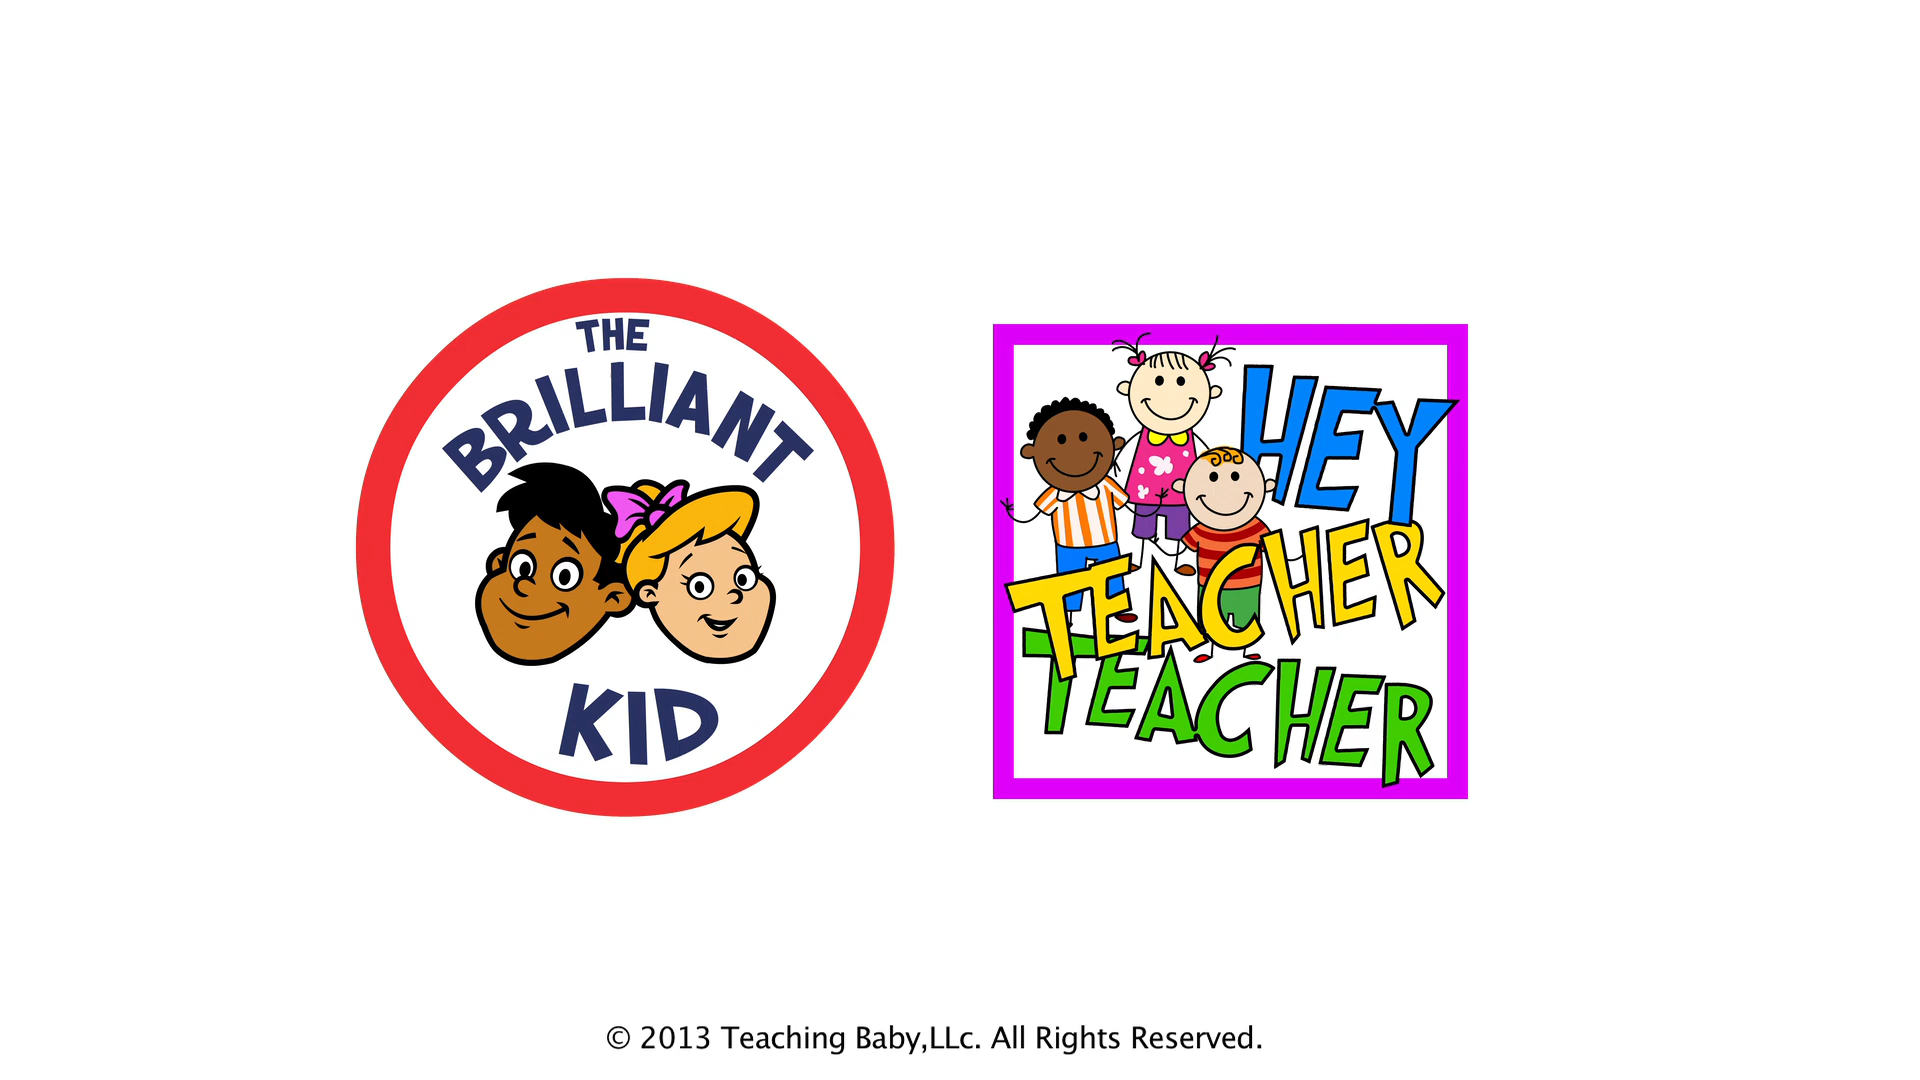 THE
BRILLIANT
KID
HEY
TEACHER
TEACHER
© 2013 Teaching Baby,LLc. All Rights Reserved.